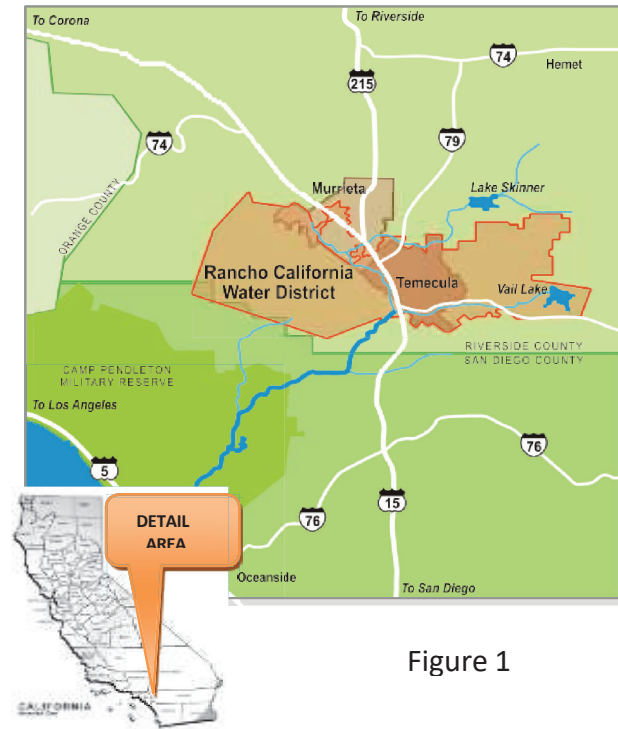 To Corona
To Riverside
74
Hemet
215
74
79
Murrieta
Lake Skinner
ORANGE COUNTY
Rancho California
Water District
Temecula
Vail Lake
RIVERSIDE COUNTY
SAN DIEGO COUNTY
CAMP PENDLETON
MILITARY RESERVE
To Los Angeles
5
76
15
76
DETAIL
AREA
Oceanside
To San Diego
Figure 1
CALIFORNIA